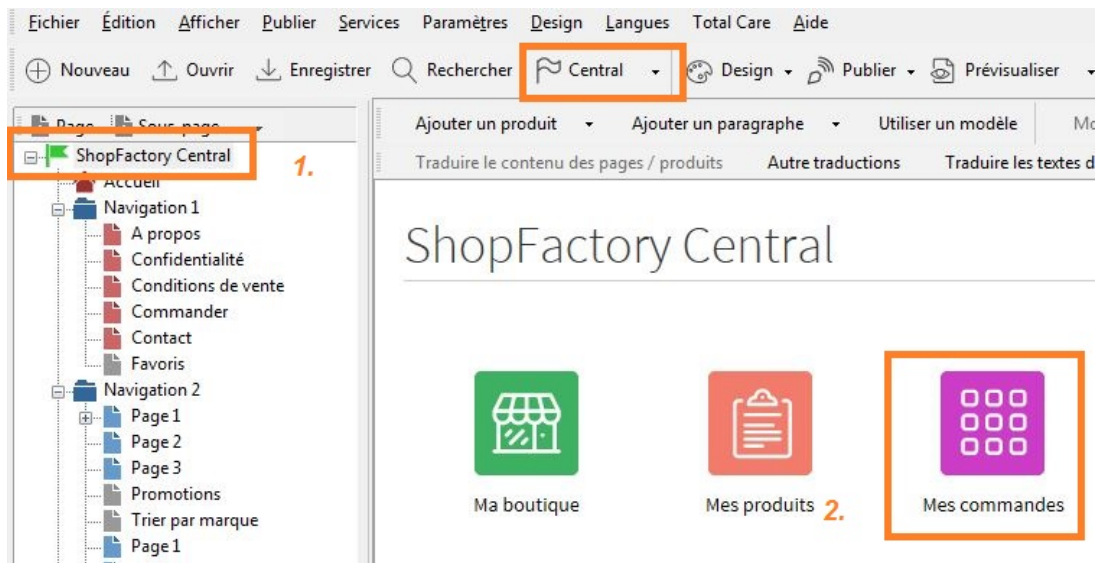 Fichier Édition Afficher Publier Services Paramètres Design Langues Total Care Aide
Nouveau Ouvrir Enregistrer Rechercher Central Design Publier Prévisualiser
Page Sous-page
Ajouter un produit Ajouter un paragraphe Utiliser un modèle
ShopFactory Central
1.
Traduire le contenu des pages / produits Autre traductions Traduire les textes
Accueil
Navigation 1
A propos
Confidentialité
Conditions de vente
Commander
Contact
Favoris
Navigation 2
Page 1
Page 2
Page 3
Promotions
Trier par marque
Page 1
ShopFactory Central
Ma boutique
Mes produits
2.
Mes commandes